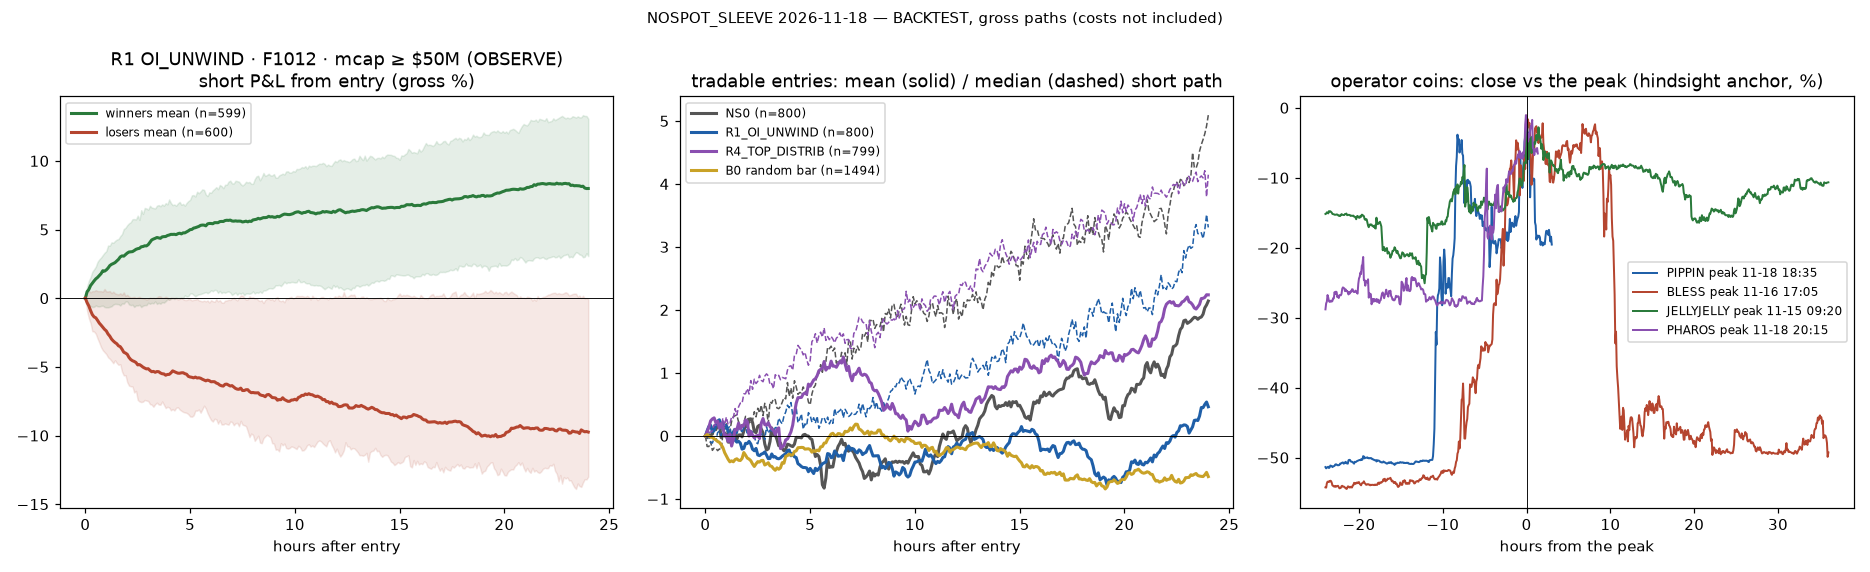 NOSPOT_SLEEVE 2026-11-18 — BACKTEST, gross paths (costs not included)
R1 OI_UNWIND · F1012 · mcap ≥ $50M (OBSERVE)
short P&L from entry (gross %)
winners mean (n=599)
losers mean (n=600)
10
5
0
−5
−10
−15
0
5
10
15
20
25
hours after entry
tradable entries: mean (solid) / median (dashed) short path
NS0 (n=800)
R1_OI_UNWIND (n=800)
R4_TOP_DISTRIB (n=799)
B0 random bar (n=1494)
5
4
3
2
1
0
−1
0
5
10
15
20
25
hours after entry
operator coins: close vs the peak (hindsight anchor, %)
0
−10
−20
−30
−40
−50
PIPPIN peak 11-18 18:35
BLESS peak 11-16 17:05
JELLYJELLY peak 11-15 09:20
PHAROS peak 11-18 20:15
−20
−10
0
10
20
30
hours from the peak